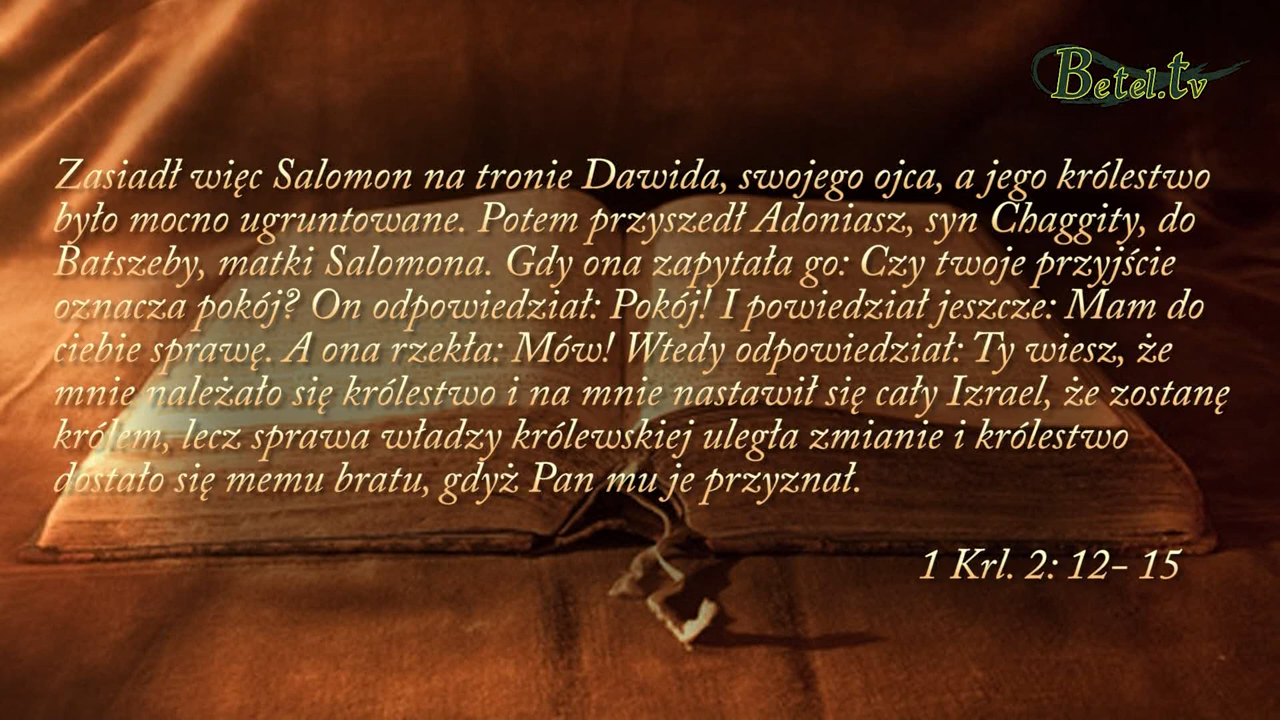 Betel.tv
Zasiadł więc Salomon na tronie Dawida, swojego ojca, a jego królestwo
było mocno ugruntowane. Potem przyszedł Adoniasz, syn Chaggity, do
Batszeby, matki Salomona. Gdy ona zapytała go: Czy twoje przyjście
oznacza pokój? On odpowiedział: Pokój! I powiedział jeszcze: Mam do
ciebie sprawę. A ona rzekła: Mów! Wtedy odpowiedział: Ty wiesz, że
mnie należało się królestwo i na mnie nastawił się cały Izrael, że zostanę
królem, lecz sprawa władzy królewskiej uległa zmianie i królestwo
dostało się memu bratu, gdyż Pan mu je przyznał.
1 Krl. 2: 12- 15